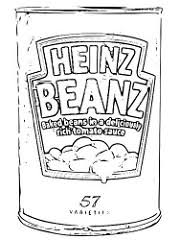 HEINZ
BEANZ
Baked beans in a deliciously
rich tomato sauce
57
VARIETIES